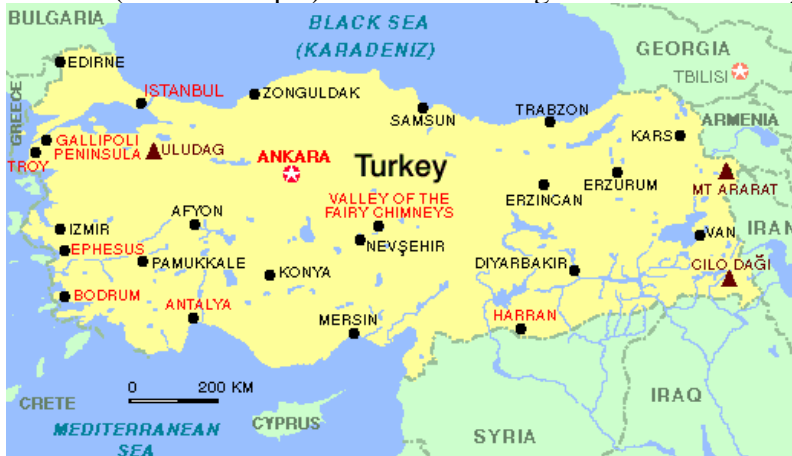 BULGARIA
BLACK SEA
(KARADENIZ)
GEORGIA
TBILISI
EDIRNE
ISTANBUL
ZONGULDAK
SAMSUN
TRABZON
KARS
ARMENIA
GREECE
GALLIPOLI
PENINSULA
TROY
ULUDAG
ANKARA
Turkey
ERZINCAN
ERZURUM
MT ARARAT
VALLEY OF THE
FAIRY CHIMNEYS
AFYON
IZMIR
EPHESUS
NEVŞEHIR
VAN
IRAN
PAMUKKALE
KONYA
DIYARBAKIR
CILO DAĞI
BODRUM
ANTALYA
MERSIN
HARRAN
0 200 KM
CRETE
CYPRUS
IRAQ
MEDITERRANEAN
SEA
SYRIA